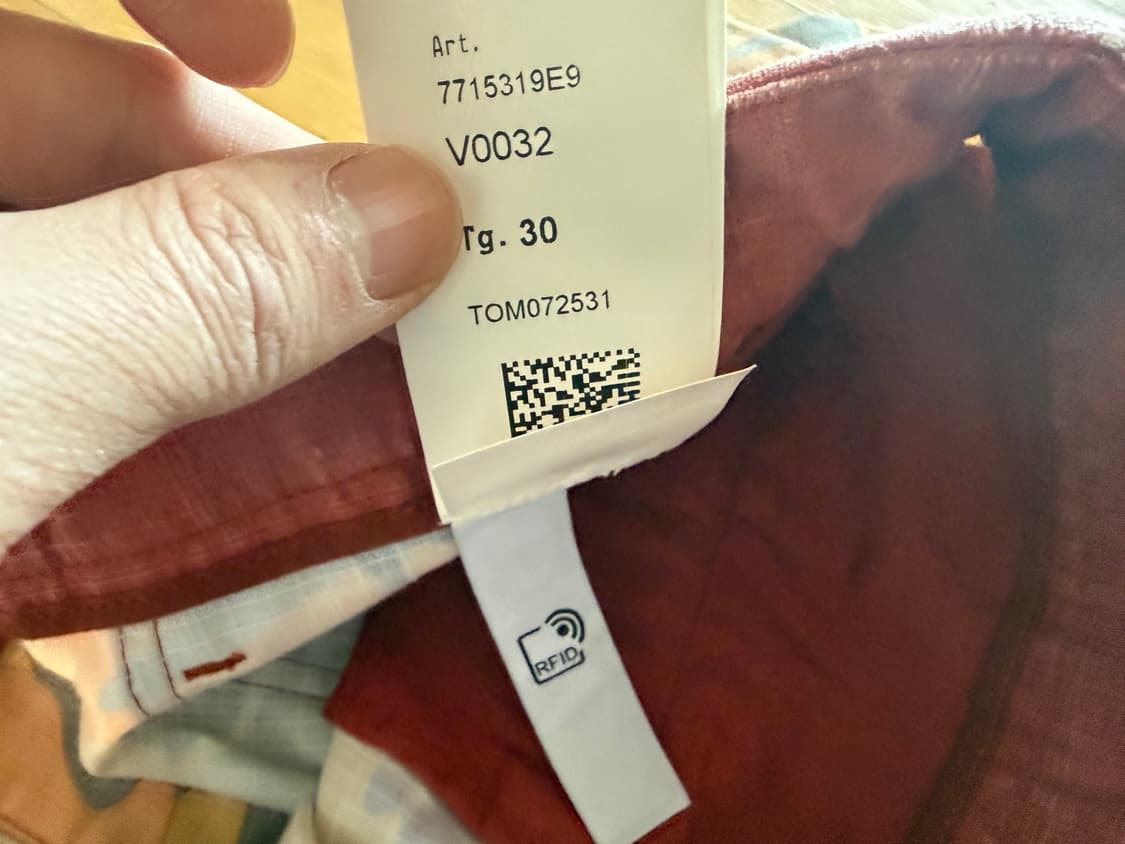 Art.
7715319E9
V0032
Tg. 30
TOM072531
RFID